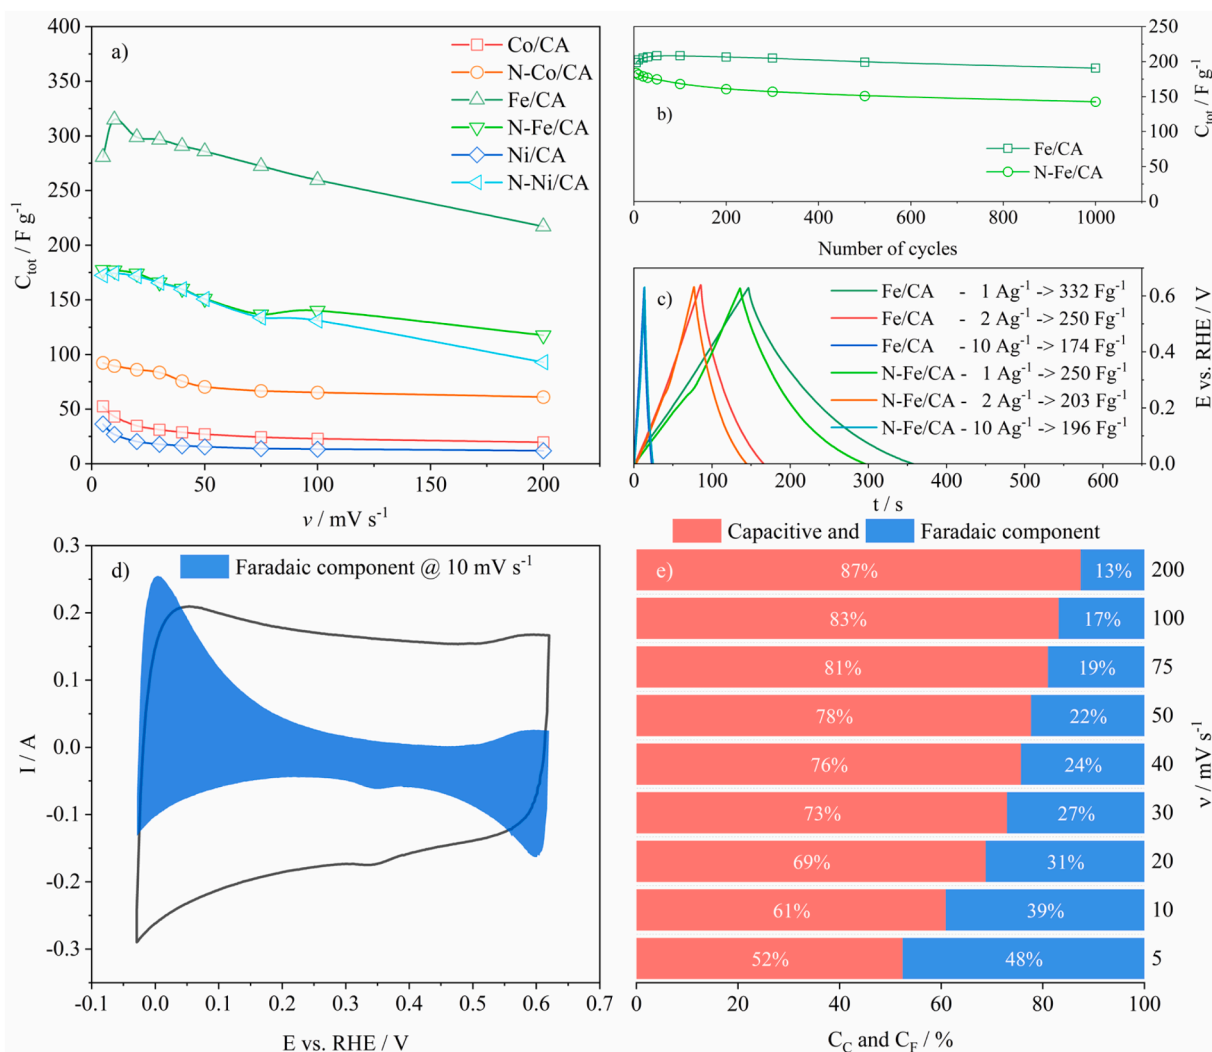 a)
Co/CA
N-Co/CA
Fe/CA
N-Fe/CA
Ni/CA
N-Ni/CA
400
350
300
250
200
150
100
50
0
C_tot / F g⁻¹
0 50 100 150 200
ν / mV s⁻¹
b)
Fe/CA
N-Fe/CA
250
200
150
100
50
0
C_tot / F g⁻¹
0 200 400 600 800 1000
Number of cycles
c)
Fe/CA - 1 Ag⁻¹ -> 332 Fg⁻¹
Fe/CA - 2 Ag⁻¹ -> 250 Fg⁻¹
Fe/CA - 10 Ag⁻¹ -> 174 Fg⁻¹
N-Fe/CA - 1 Ag⁻¹ -> 250 Fg⁻¹
N-Fe/CA - 2 Ag⁻¹ -> 203 Fg⁻¹
N-Fe/CA - 10 Ag⁻¹ -> 196 Fg⁻¹
0.6
0.4
0.2
0.0
E vs. RHE / V
0 100 200 300 400 500 600
t / s
d)
Faradaic component @ 10 mV s⁻¹
0.3
0.2
0.1
0.0
-0.1
-0.2
-0.3
I / A
-0.1 0.0 0.1 0.2 0.3 0.4 0.5 0.6 0.7
E vs. RHE / V
Capacitive and Faradaic component
e)
87% 13% 200
83% 17% 100
81% 19% 75
78% 22% 50
76% 24% 40
73% 27% 30
69% 31% 20
61% 39% 10
52% 48% 5
ν / mV s⁻¹
0 20 40 60 80 100
C_C and C_F / %